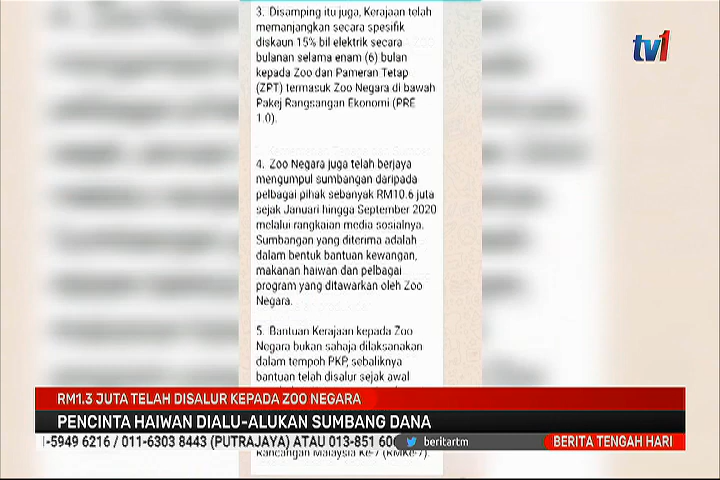 3. Disamping itu juga, Kerajaan telah
memanjangkan secara spesifik
diskaun 15% bil elektrik secara
bulanan selama enam (6) bulan
kepada Zoo dan Pameran Tetap
(ZPT) termasuk Zoo Negara di bawah
Pakej Rangsangan Ekonomi (PRE
1.0).
tv1
4. Zoo Negara juga telah berjaya
mengumpul sumbangan daripada
pelbagai pihak sebanyak RM10.6 juta
sejak Januari hingga September 2020
melalui rangkaian media sosialnya.
Sumbangan yang diterima adalah
dalam bentuk bantuan kewangan,
makanan haiwan dan pelbagai
program yang ditawarkan oleh Zoo
Negara.
5. Bantuan Kerajaan kepada Zoo
Negara bukan sahaja dilaksanakan
dalam tempoh PKP, sebaliknya
bantuan telah disalur sejak awal
RM1.3 JUTA TELAH DISALUR KEPADA ZOO NEGARA
PENCINTA HAIWAN DIALU-ALUKAN SUMBANG DANA
-5949 6216 / 011-6303 8443 (PUTRAJAYA) ATAU 013-851 beritartm BERITA TENGAH HARI
Rancangan Malaysia Ke-7 (RMKe-7).